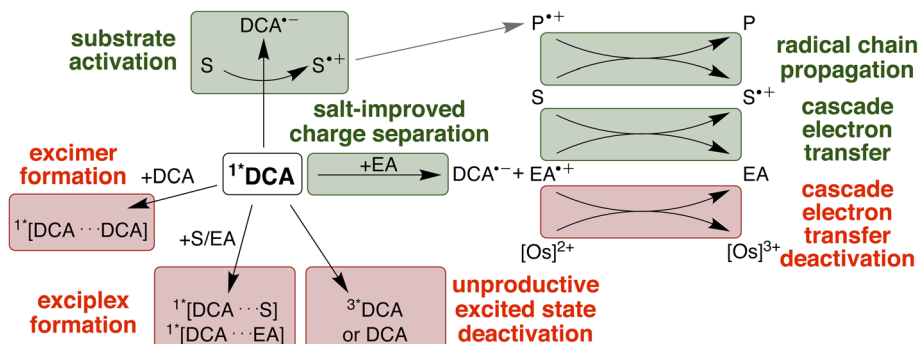 substrate
activation
DCA•−
S
S•+
P•+
P
radical chain
propagation
salt-improved
charge separation
S
S•+
cascade
electron
transfer
excimer
formation
+DCA
1*DCA
+EA
DCA•− + EA•+
EA
1*[DCA ···DCA]
+S/EA
cascade
electron
transfer
deactivation
[Os]2+
[Os]3+
exciplex
formation
1*[DCA ···S]
1*[DCA ···EA]
3*DCA
or DCA
unproductive
excited state
deactivation